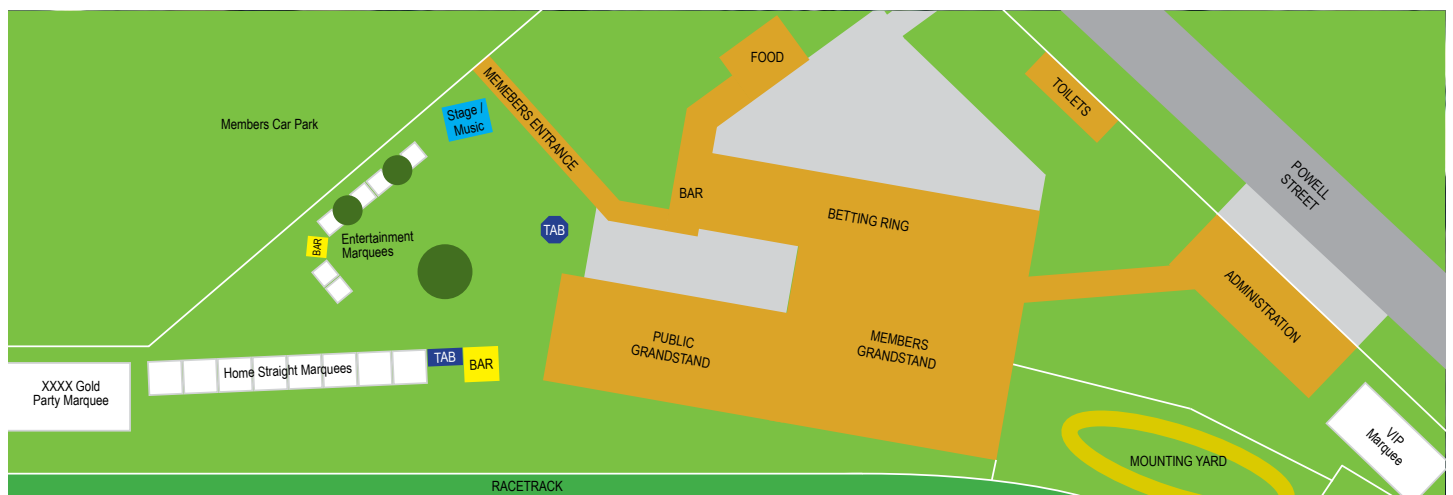 FOOD
MEMEBERS ENTRANCE
TOILETS
Stage /
Music
Members Car Park
POWELL
STREET
BAR
BETTING RING
TAB
Entertainment
Marquees
BAR
ADMINISTRATION
PUBLIC
GRANDSTAND
MEMBERS
GRANDSTAND
TAB
BAR
Home Straight Marquees
XXXX Gold
Party Marquee
VIP
Marquee
MOUNTING YARD
RACETRACK